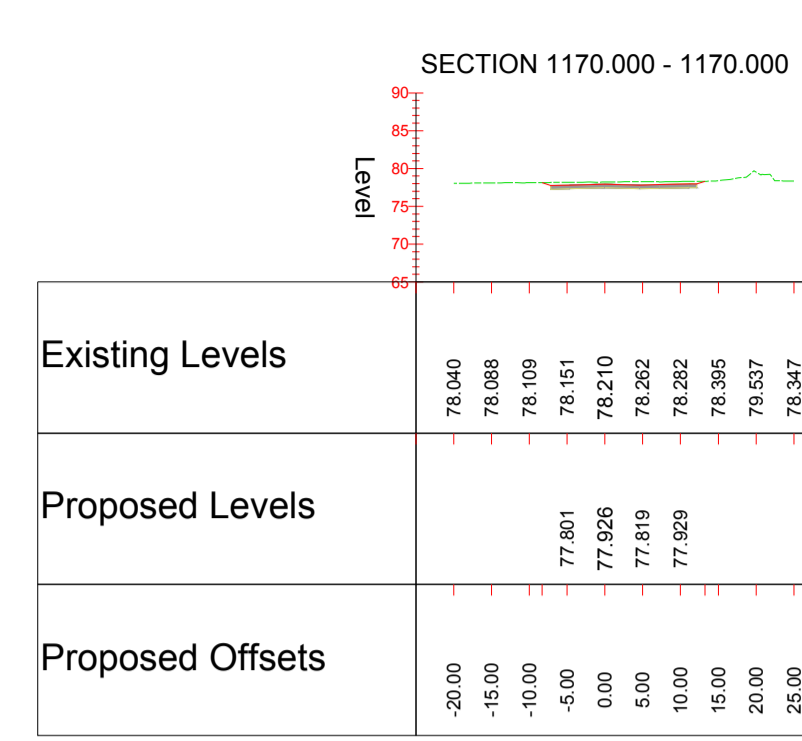 SECTION 1170.000 - 1170.000
90
85
80
75
70
65
Level
Existing Levels
78.040 78.088 78.109 78.151 78.210 78.262 78.282 78.395 79.537 78.347
Proposed Levels
77.801 77.926 77.819 77.929
Proposed Offsets
-20.00 -15.00 -10.00 -5.00 0.00 5.00 10.00 15.00 20.00 25.00